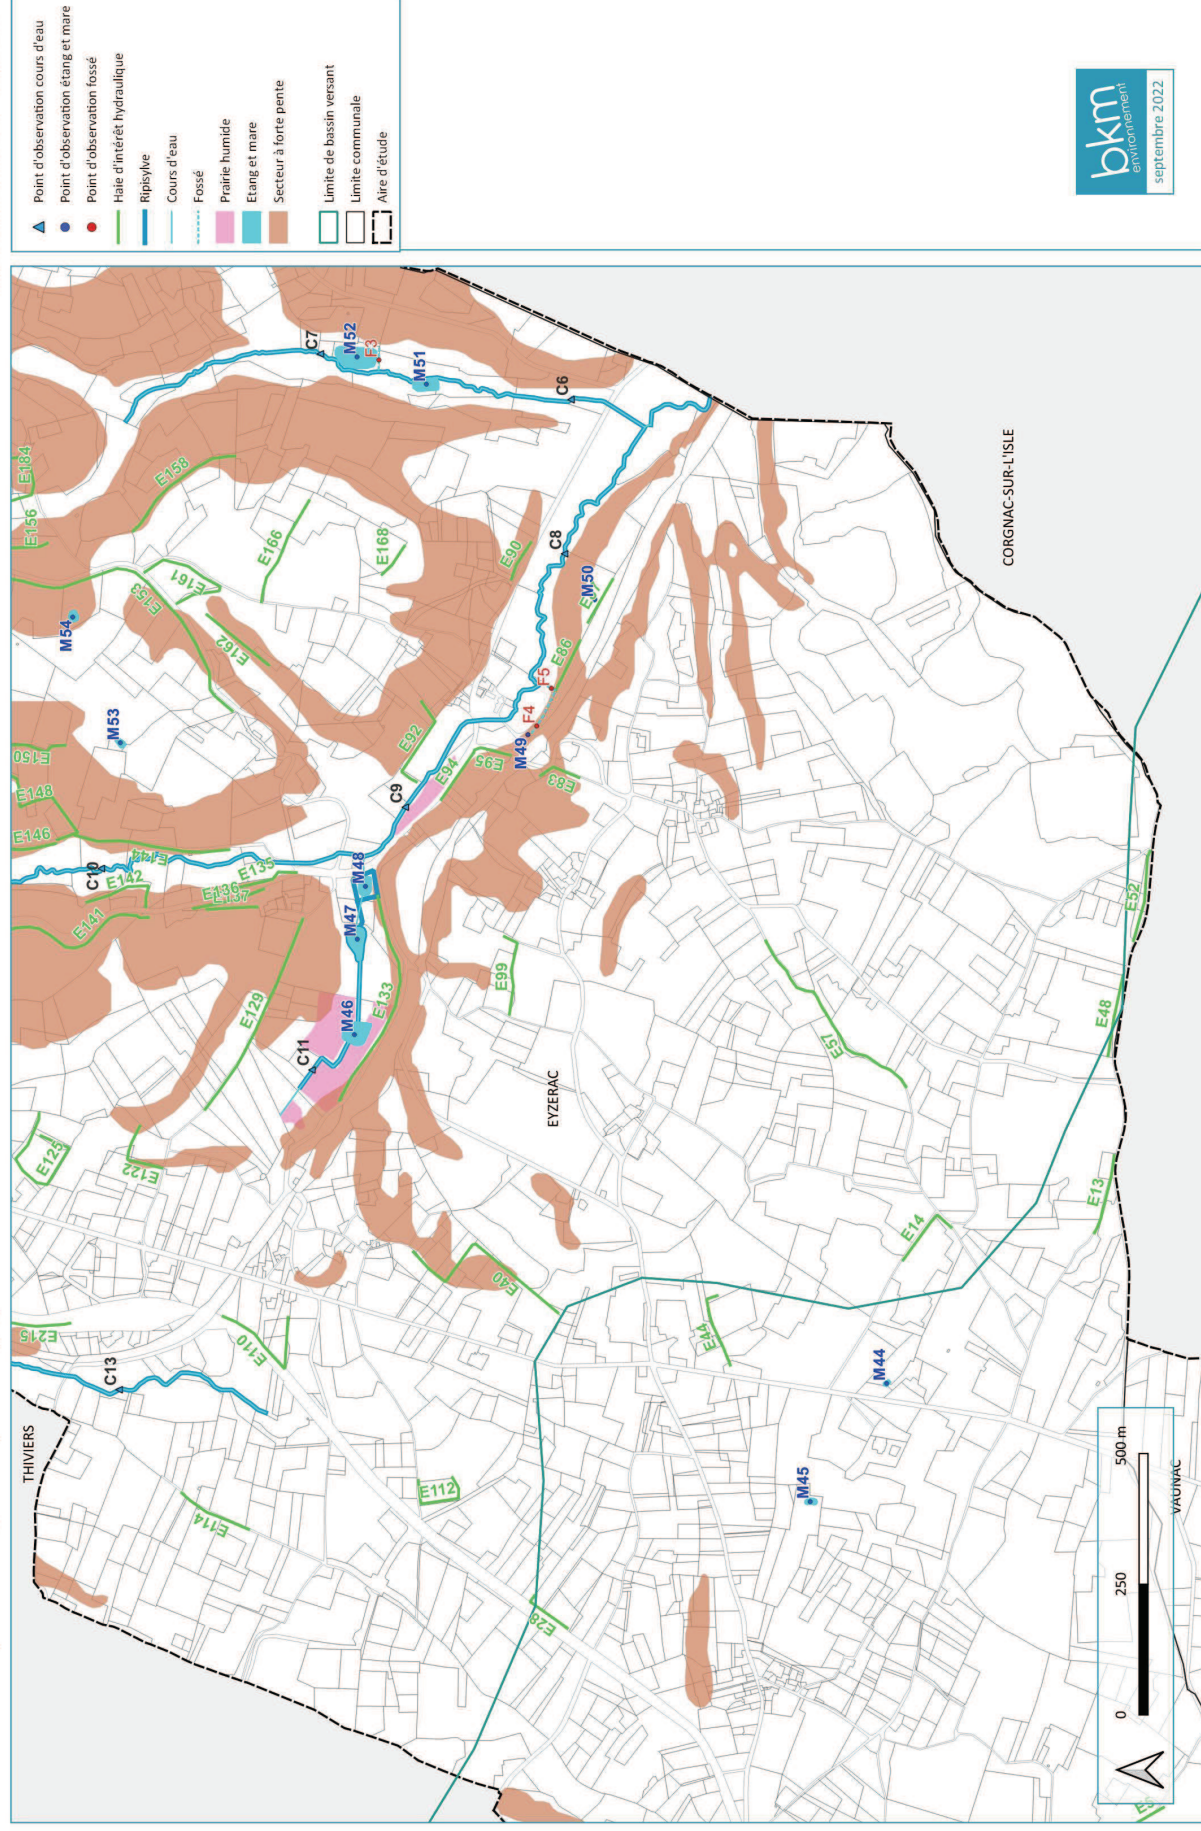 Point d'observation cours d'eau
Point d'observation étang et mare
Point d'observation fossé
Haie d'intérêt hydraulique
Ripisylve
Cours d'eau
Fossé
Prairie humide
Etang et mare
Secteur à forte pente
Limite de bassin versant
Limite communale
Aire d'étude
bkm
environnement
septembre 2022
THIVIERS
C13
E215
E110
E114
E112
E28
E125
E122
E129
E141
E142
E136
E137
E135
E144
C10
E146
E148
E150
M53
M54
E153
E156
E184
E158
E161
E162
E166
E168
C7
M52
F3
M51
C6
C11
M46
M47
M48
E133
C9
E92
E94
E95
E83
M49
F4
F5
E86
M50
E90
C8
E99
EYZERAC
E40
E44
M44
M45
E57
E14
E13
E48
E52
CORGNAC-SUR-L'ISLE
VAUNAC
0
250
500 m